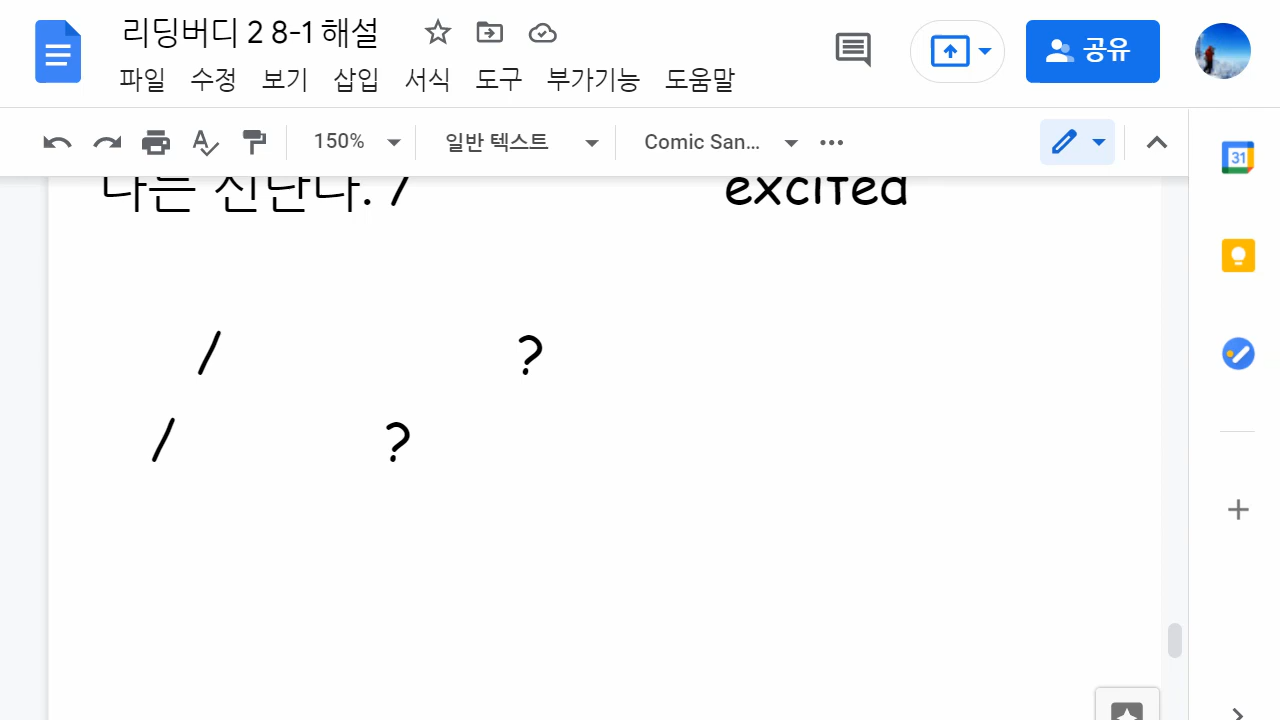 리딩버디 2 8-1 해설
파일 수정 보기 삽입 서식 도구 부가기능 도움말
공유
150% 일반 텍스트 Comic San... •••
31
나는 신난다. / excited
/ ?
/ ?